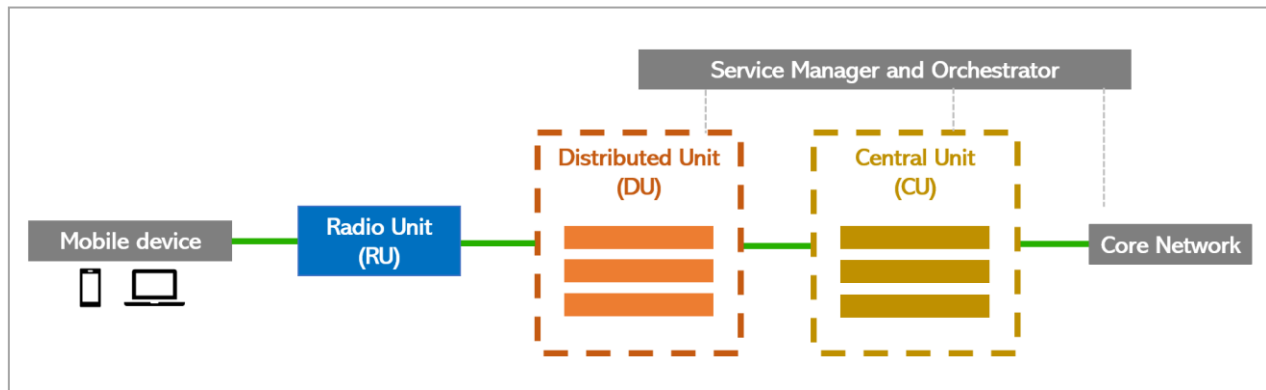 Service Manager and Orchestrator
Distributed Unit
(DU)
Central Unit
(CU)
Radio Unit
(RU)
Mobile device
Core Network